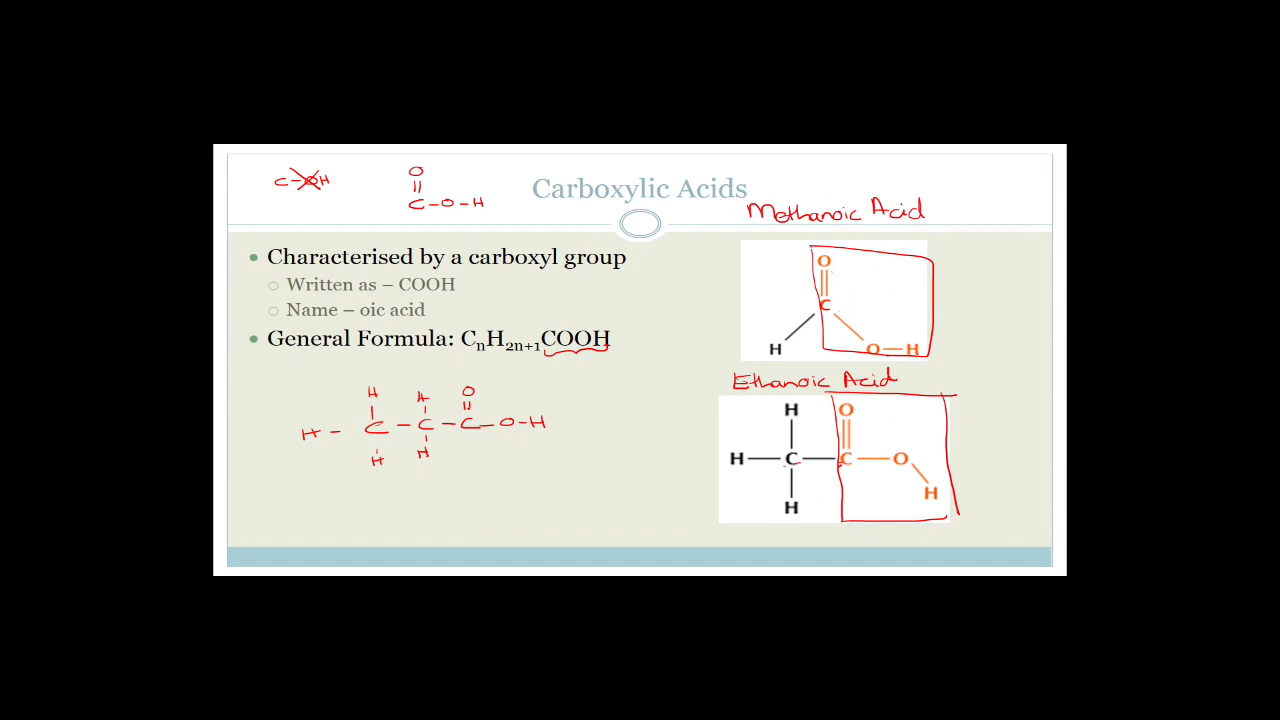 C-OH
O
C-O-H
Carboxylic Acids
Methanoic Acid
• Characterised by a carboxyl group
○ Written as – COOH
○ Name – oic acid
• General Formula: CₙH₂ₙ₊₁COOH
O
C
H
O H
Ethanoic Acid
H H O
H - C - C - C - O-H
H H
H O
H C C O
H
H